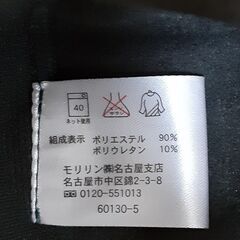 40
ネット使用
組成表示 ポリエステル 90%
ポリウレタン 10%
モリリン㈱名古屋支店
名古屋市中区錦2-3-8
☎0120-551013
60130-5